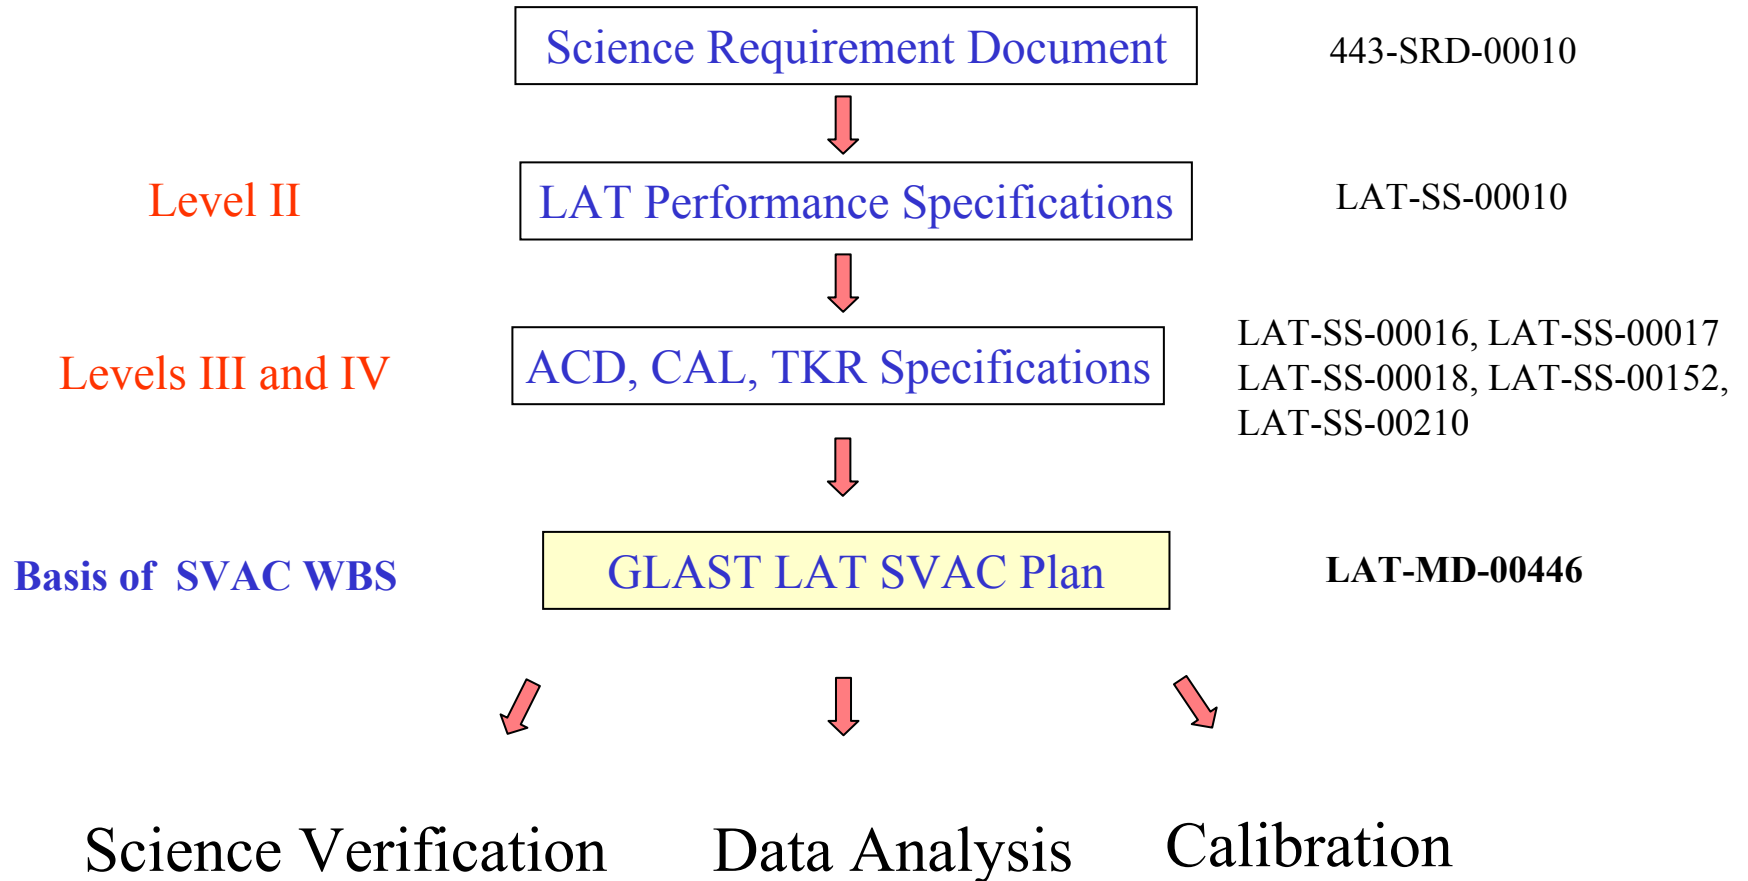 Science Requirement Document
443-SRD-00010
Level II
LAT Performance Specifications
LAT-SS-00010
Levels III and IV
ACD, CAL, TKR Specifications
LAT-SS-00016, LAT-SS-00017
LAT-SS-00018, LAT-SS-00152,
LAT-SS-00210
Basis of SVAC WBS
GLAST LAT SVAC Plan
LAT-MD-00446
Science Verification
Data Analysis
Calibration